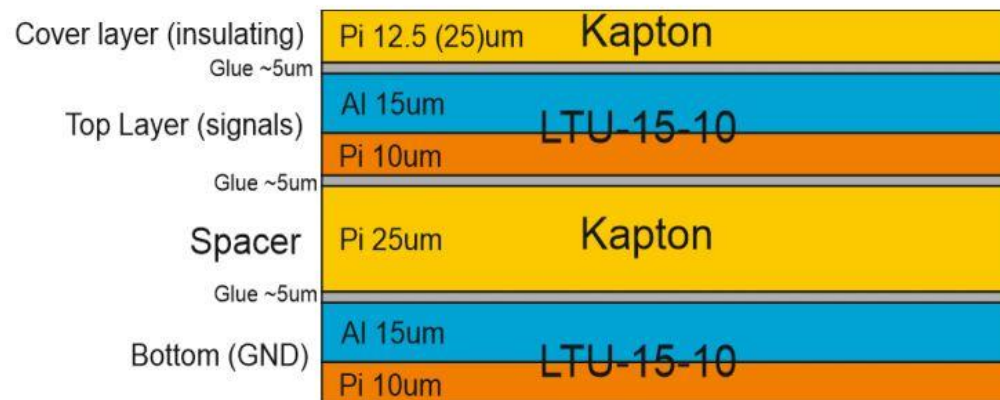 Cover layer (insulating)
Pi 12.5 (25)um
Kapton
Glue ~5um
Al 15um
Top Layer (signals)
LTU-15-10
Pi 10um
Glue ~5um
Spacer
Pi 25um
Kapton
Glue ~5um
Al 15um
Bottom (GND)
LTU-15-10
Pi 10um